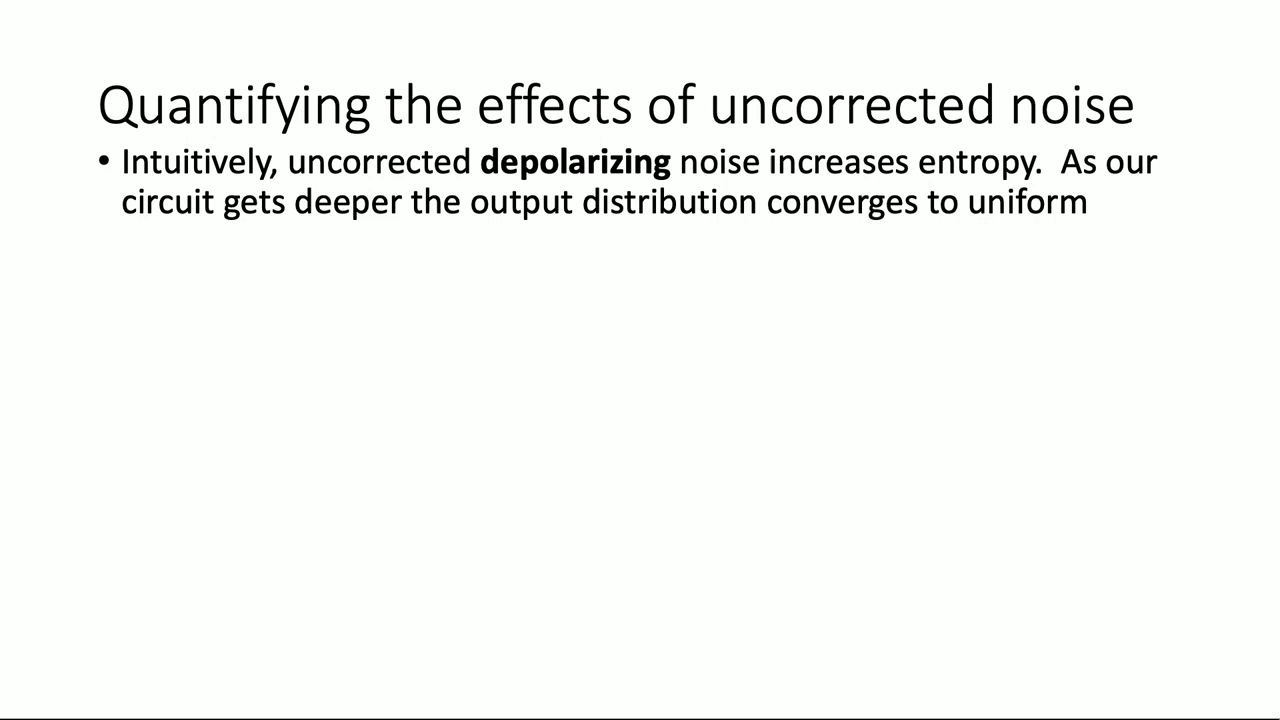 Quantifying the effects of uncorrected noise
• Intuitively, uncorrected depolarizing noise increases entropy.  As our
circuit gets deeper the output distribution converges to uniform